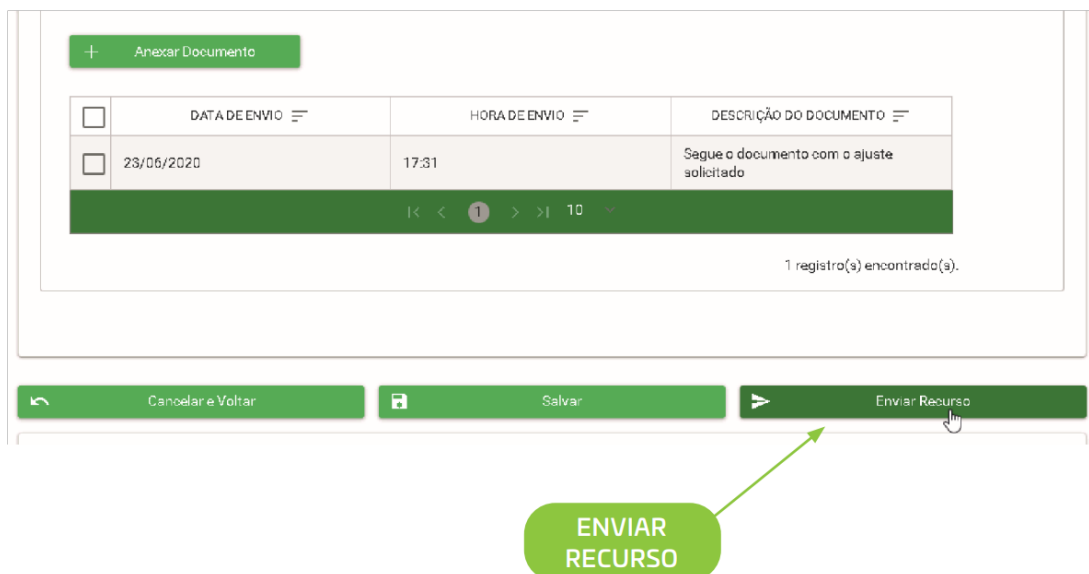 + Anexar Documento
DATA DE ENVIO HORA DE ENVIO DESCRIÇÃO DO DOCUMENTO
23/06/2020 17:31 Segue o documento com o ajuste
solicitado
1 10
1 registro(s) encontrado(s).
Cancelar e Voltar Salvar Enviar Recurso
ENVIAR
RECURSO